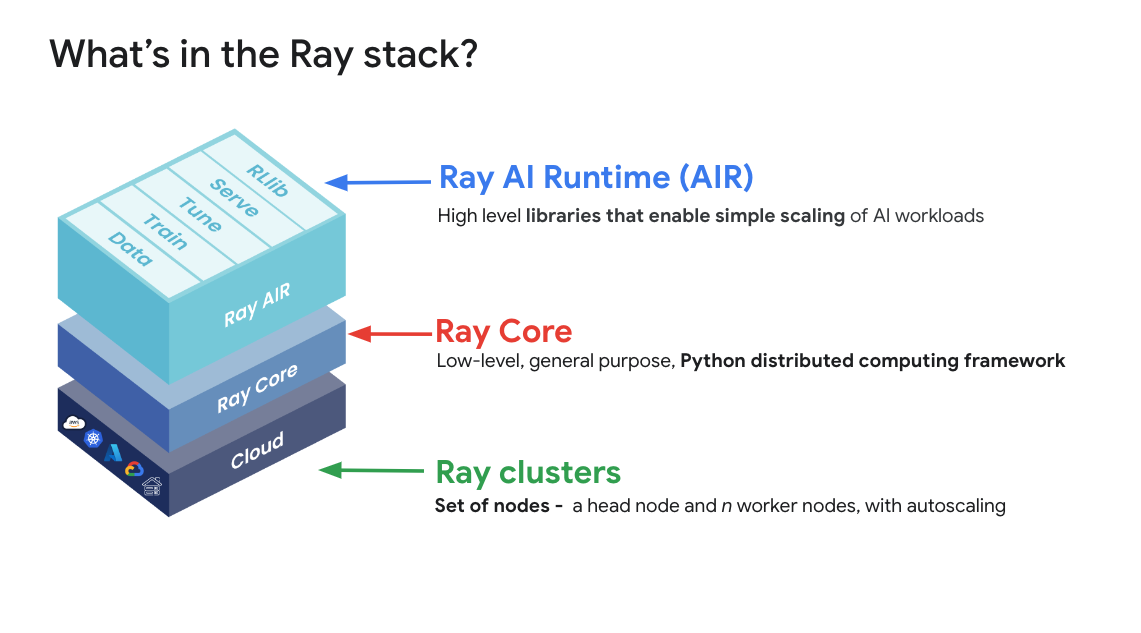 What's in the Ray stack?
RLlib
Serve
Tune
Train
Data
Ray AIR
Ray Core
Cloud
aws
Ray AI Runtime (AIR)
High level libraries that enable simple scaling of AI workloads
Ray Core
Low-level, general purpose, Python distributed computing framework
Ray clusters
Set of nodes - a head node and n worker nodes, with autoscaling